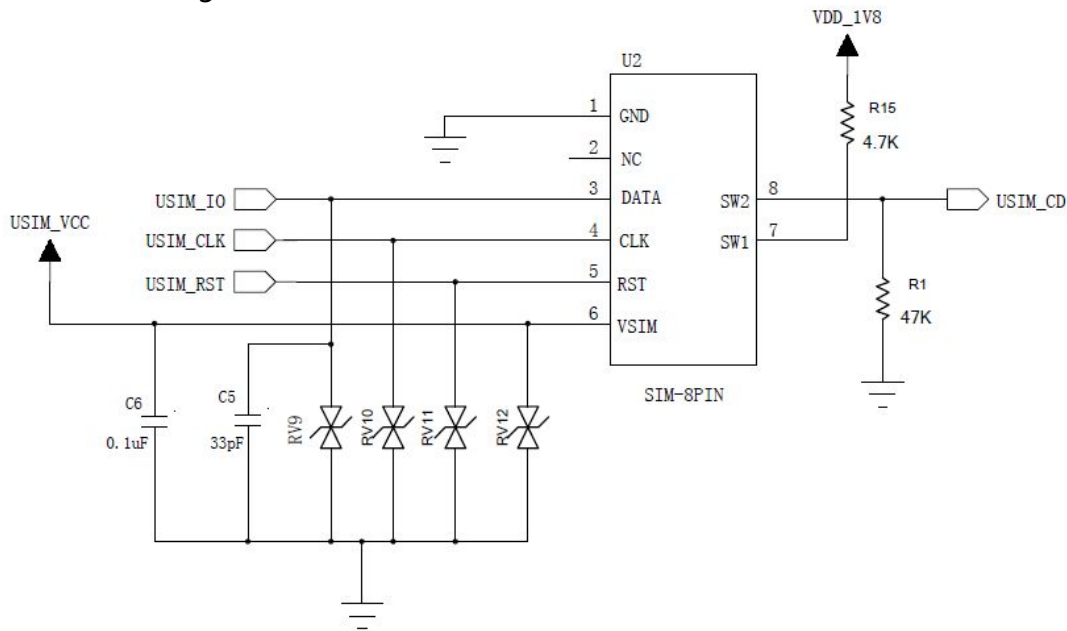 VDD_1V8
U2
R15
4.7K
1 GND
2 NC
USIM_IO 3 DATA SW2 8 USIM_CD
USIM_VCC
USIM_CLK 4 CLK SW1 7
USIM_RST 5 RST
R1
47K
6 VSIM
SIM-8PIN
C6
0.1uF
C5
33pF
RV9
RV10
RV11
RV12